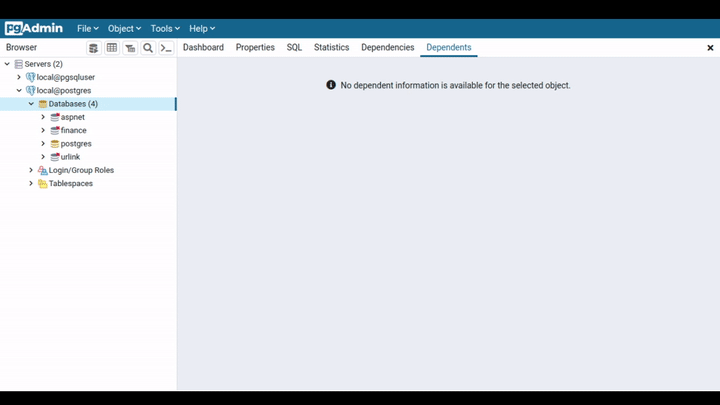 pgAdmin File Object Tools Help
Browser Dashboard Properties SQL Statistics Dependencies Dependents
Servers (2)
local@pgsqluser
local@postgres
Databases (4)
aspnet
finance
postgres
urlink
Login/Group Roles
Tablespaces
No dependent information is available for the selected object.